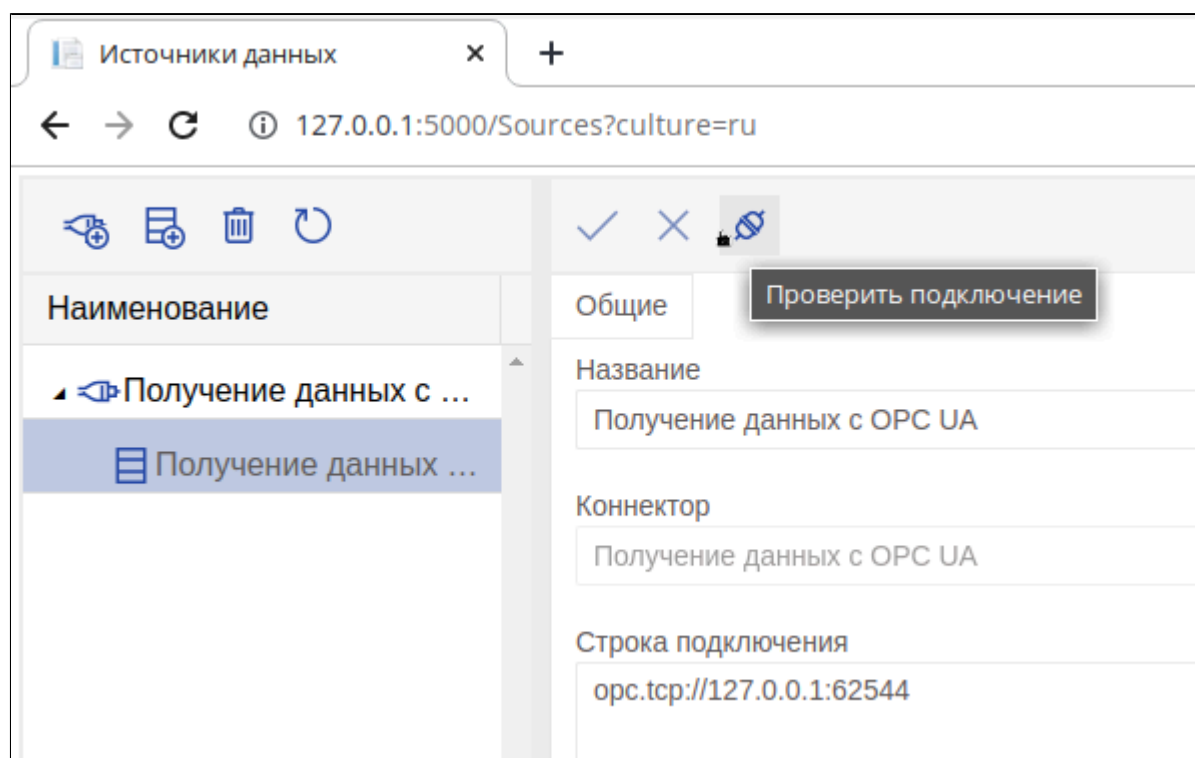 Источники данных
127.0.0.1:5000/Sources?culture=ru
Наименование
Получение данных с ...
Получение данных ...
Проверить подключение
Общие
Название
Получение данных с OPC UA
Коннектор
Получение данных с OPC UA
Строка подключения
opc.tcp://127.0.0.1:62544